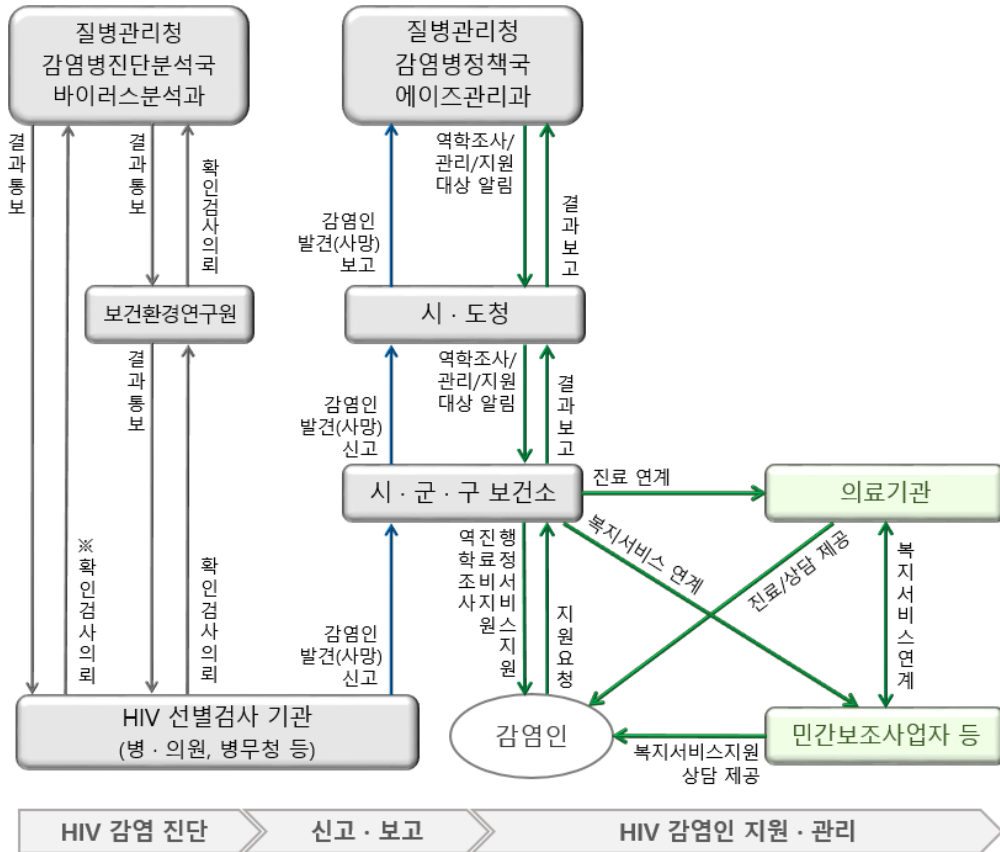 질병관리청
감염병진단분석국
바이러스분석과
질병관리청
감염병정책국
에이즈관리과
결과통보
결과통보
확인검사의뢰
역학조사/
관리/지원
대상 알림
감염인
발견(사망)
보고
결과보고
보건환경연구원
시 · 도청
결과통보
역학조사/
관리/지원
대상 알림
감염인
발견(사망)
신고
결과보고
시 · 군 · 구 보건소
진료 연계
의료기관
※확인검사의뢰
확인검사의뢰
감염인
발견(사망)
신고
역학조사
진료비지원
행정서비스지원
지원요청
복지서비스 연계
진료/상담 제공
복지서비스연계
HIV 선별검사 기관
(병 · 의원, 병무청 등)
감염인
복지서비스지원
상담 제공
민간보조사업자 등
HIV 감염 진단
신고 · 보고
HIV 감염인 지원 · 관리